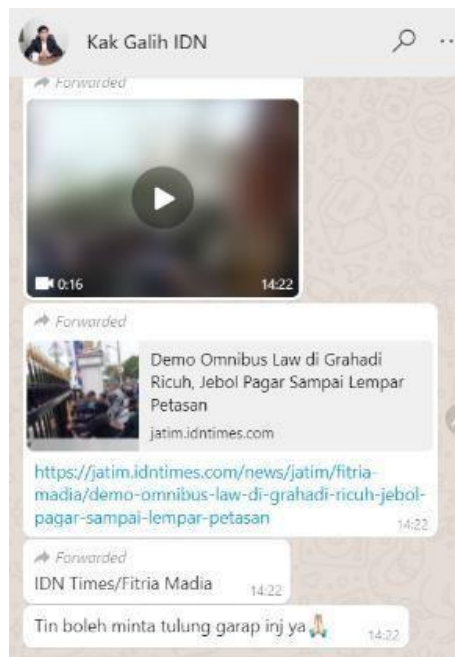 Kak Galih IDN
Forwarded
0:16
14:22
Forwarded
Demo Omnibus Law di Grahadi
Ricuh, Jebol Pagar Sampai Lempar
Petasan
jatim.idntimes.com
https://jatim.idntimes.com/news/jatim/fitria-
madia/demo-omnibus-law-di-grahadi-ricuh-jebol-
pagar-sampai-lempar-petasan
14:22
Forwarded
IDN Times/Fitria Madia
14:22
Tin boleh minta tulung garap inj ya🙏🏻
14:22